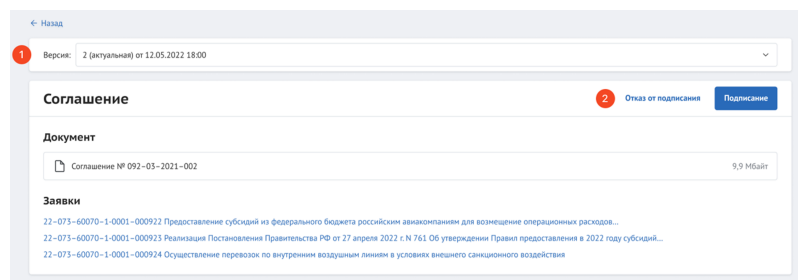 ← Назад
1 Версия: 2 (актуальная) от 12.05.2022 18:00
Соглашение 2 Отказ от подписания Подписание
Документ
Соглашение № 092–03–2021–002 9,9 Мбайт
Заявки
22–073–60070–1-0001–000922 Предоставление субсидий из федерального бюджета российским авиакомпаниям для возмещение операционных расходов...
22–073–60070–1-0001–000923 Реализация Постановления Правительства РФ от 27 апреля 2022 г. N 761 Об утверждении Правил предоставления в 2022 году субсидий...
22–073–60070–1-0001–000924 Осуществление перевозок по внутренним воздушным линиям в условиях внешнего санкционного воздействия